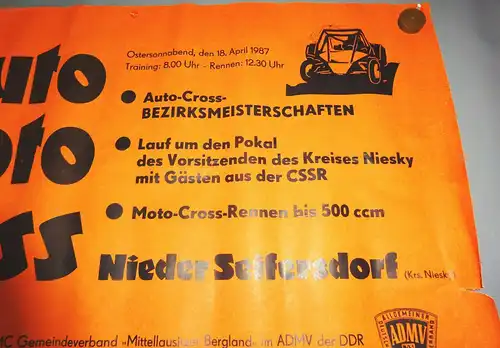 Ostersonnabend, den 18. April 1987
Training: 8.00 Uhr - Rennen: 12.30 Uhr
uto
Auto-Cross-
BEZIRKSMEISTERSCHAFTEN
oto
Lauf um den Pokal
des Vorsitzenden des Kreises Niesky
mit Gästen aus der CSSR
ss
Moto-Cross-Rennen bis 500 ccm
Nieder Seifersdorf (Krs. Niesky)
MC Gemeindeverband »Mittellausitzer Bergland« im ADMV der DDR
ALLGEMEINER
ADMV